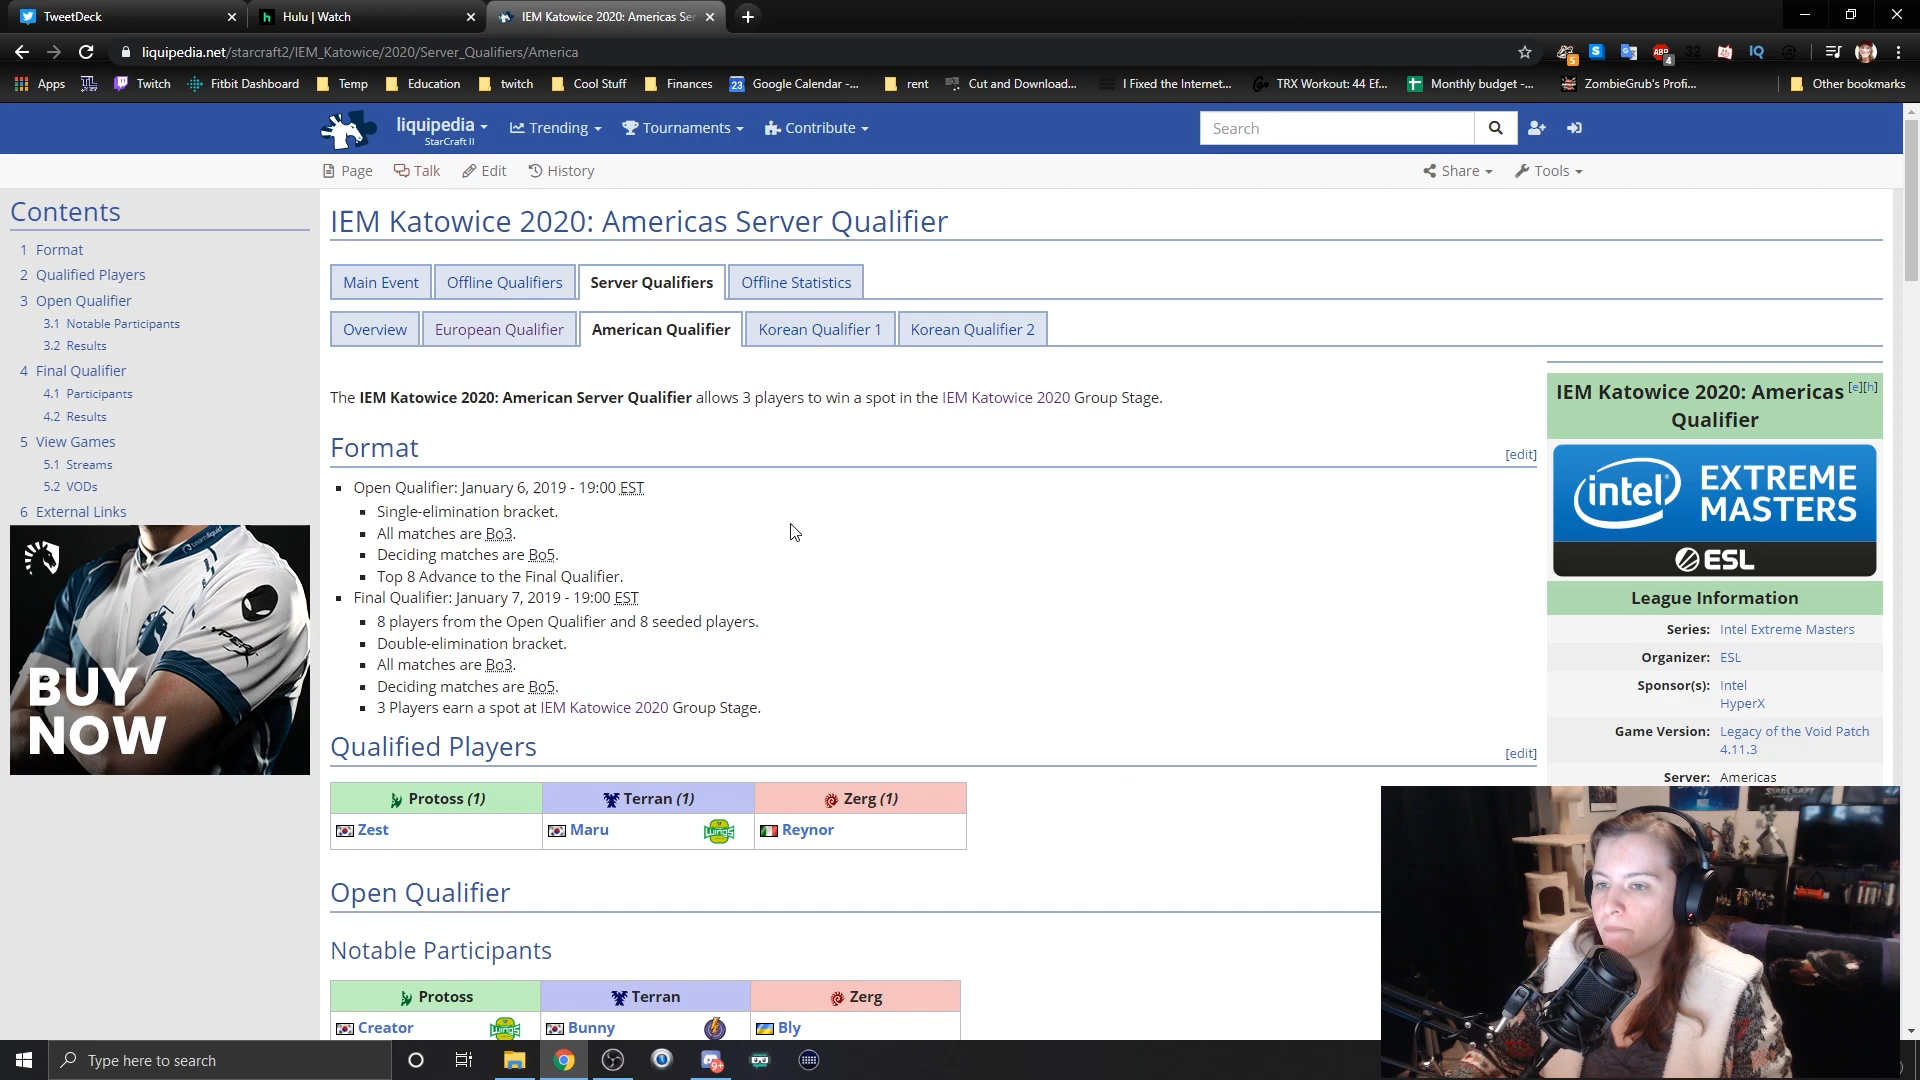 TweetDeck
Hulu | Watch
IEM Katowice 2020: Americas Ser
liquipedia.net/starcraft2/IEM_Katowice/2020/Server_Qualifiers/America
Apps
Twitch
Fitbit Dashboard
Temp
Education
twitch
Cool Stuff
Finances
Google Calendar -...
rent
Cut and Download...
I Fixed the Internet...
TRX Workout: 44 Ef...
Monthly budget -...
ZombieGrub's Profi...
Other bookmarks
liquipedia
StarCraft II
Trending
Tournaments
Contribute
Search
Page
Talk
Edit
History
Share
Tools
Contents
1 Format
2 Qualified Players
3 Open Qualifier
3.1 Notable Participants
3.2 Results
4 Final Qualifier
4.1 Participants
4.2 Results
5 View Games
5.1 Streams
5.2 VODs
6 External Links
BUY
NOW
IEM Katowice 2020: Americas Server Qualifier
Main Event
Offline Qualifiers
Server Qualifiers
Offline Statistics
Overview
European Qualifier
American Qualifier
Korean Qualifier 1
Korean Qualifier 2
The IEM Katowice 2020: American Server Qualifier allows 3 players to win a spot in the IEM Katowice 2020 Group Stage.
Format
[edit]
Open Qualifier: January 6, 2019 - 19:00 EST
Single-elimination bracket.
All matches are Bo3.
Deciding matches are Bo5.
Top 8 Advance to the Final Qualifier.
Final Qualifier: January 7, 2019 - 19:00 EST
8 players from the Open Qualifier and 8 seeded players.
Double-elimination bracket.
All matches are Bo3.
Deciding matches are Bo5.
3 Players earn a spot at IEM Katowice 2020 Group Stage.
Qualified Players
[edit]
Protoss (1)
Terran (1)
Zerg (1)
Zest
Maru
Reynor
Open Qualifier
Notable Participants
Protoss
Terran
Zerg
Creator
Bunny
Bly
IEM Katowice 2020: Americas
Qualifier
[e][h]
intel
EXTREME
MASTERS
ESL
League Information
Series: Intel Extreme Masters
Organizer: ESL
Sponsor(s): Intel
HyperX
Game Version: Legacy of the Void Patch
4.11.3
Server: Americas
Type here to search